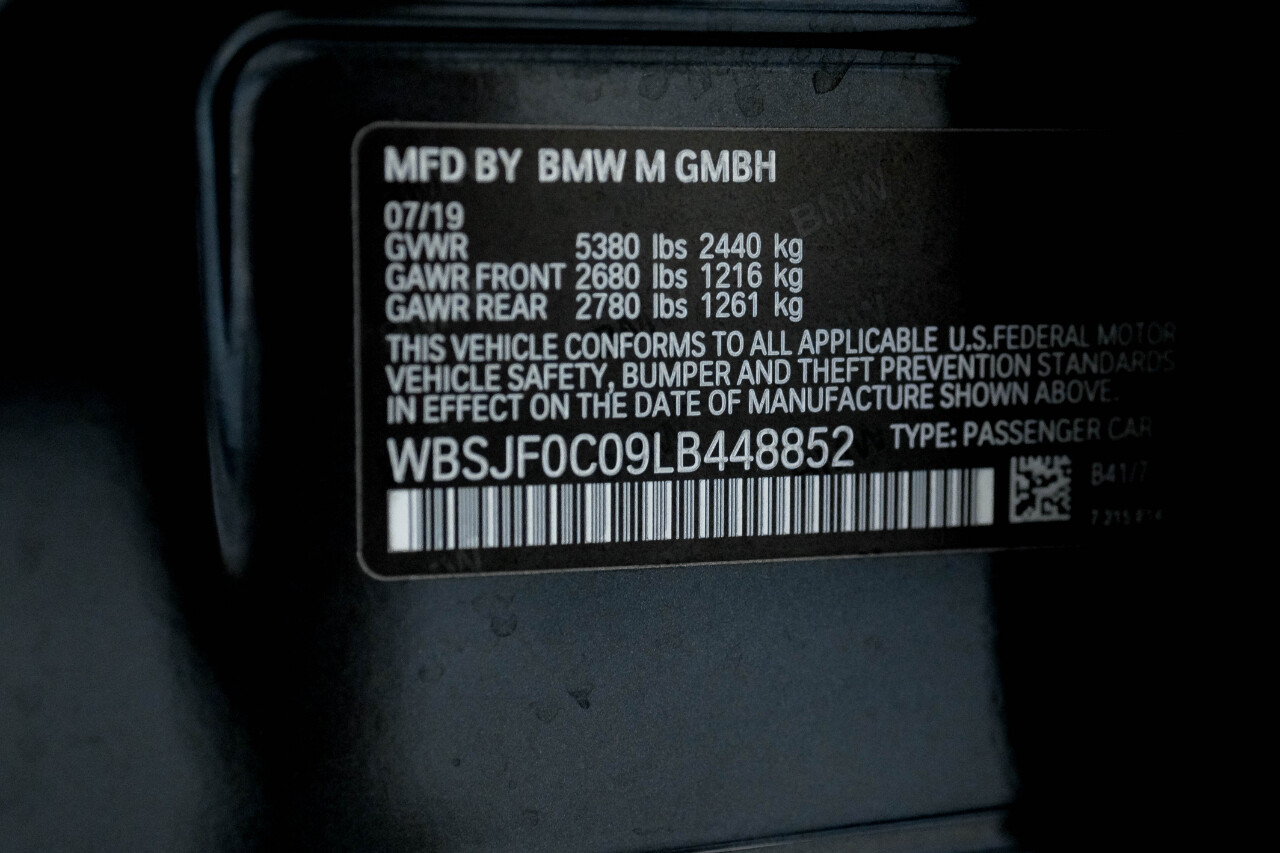 MFD BY BMW M GMBH
07/19
GVWR 5380 lbs 2440 kg
GAWR FRONT 2680 lbs 1216 kg
GAWR REAR 2780 lbs 1261 kg
THIS VEHICLE CONFORMS TO ALL APPLICABLE U.S.FEDERAL MOTOR
VEHICLE SAFETY, BUMPER AND THEFT PREVENTION STANDARDS
IN EFFECT ON THE DATE OF MANUFACTURE SHOWN ABOVE.
WBSJF0C09LB448852 TYPE: PASSENGER CAR
B41/7